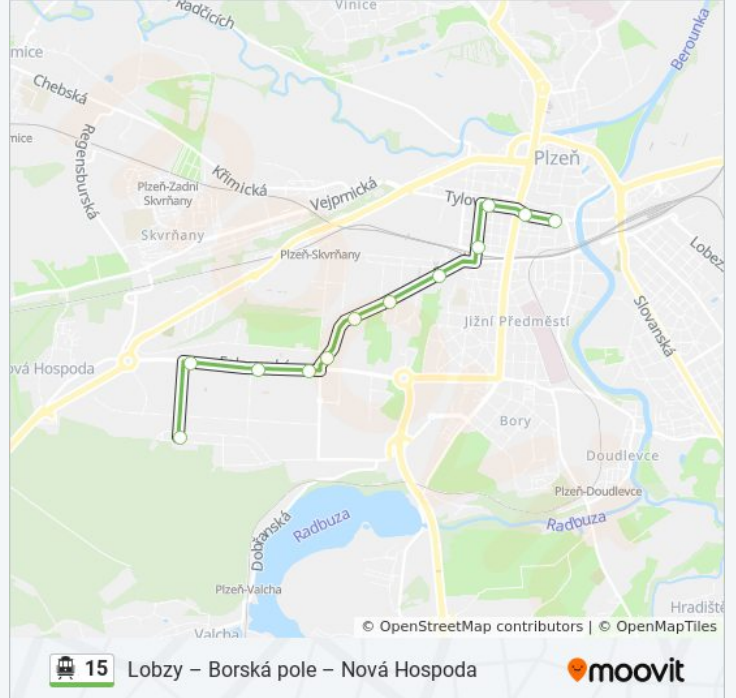 Vinice
Radčicích
mice
Berounka
Chebská
Plzeň
nice
Regensburská
Křimická
Plzeň-Zadní
Skvrňany
Vejprnická
Skvrňany
Plzeň-Skvrňany
Lobez
Slovanská
Jižní Předměstí
ová Hospoda
Bory
Doudlevce
Plzeň-Doudlevce
Radbuza
Radbuza
Dobřanská
Plzeň-Valcha
Hradiště
Valcha
© OpenStreetMap contributors | © OpenMapTiles
15 Lobzy – Borská pole – Nová Hospoda
moovit